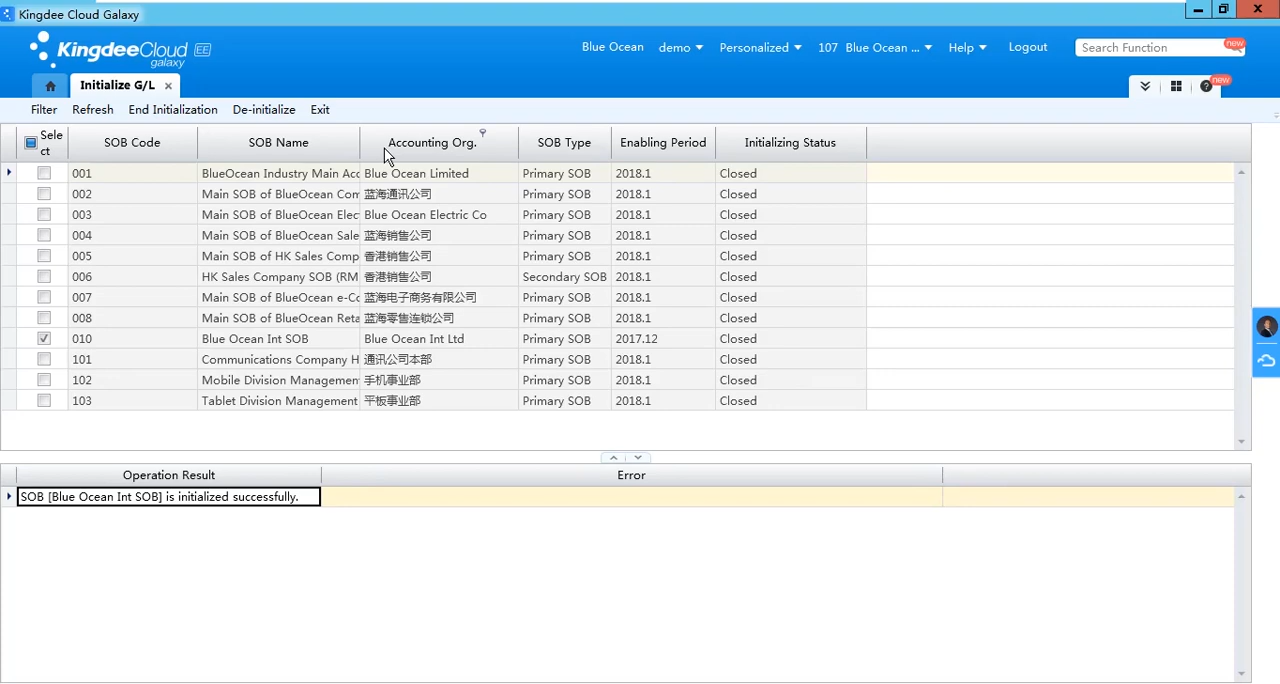 Kingdee Cloud Galaxy
KingdeeCloud EE
galaxy
Blue Ocean demo Personalized 107 Blue Ocean ... Help Logout Search Function new
Initialize G/L × new
Filter Refresh End Initialization De-initialize Exit
Select SOB Code SOB Name Accounting Org. SOB Type Enabling Period Initializing Status
001 BlueOcean Industry Main Acc Blue Ocean Limited Primary SOB 2018.1 Closed
002 Main SOB of BlueOcean Com 蓝海通讯公司 Primary SOB 2018.1 Closed
003 Main SOB of BlueOcean Elec Blue Ocean Electric Co Primary SOB 2018.1 Closed
004 Main SOB of BlueOcean Sale 蓝海销售公司 Primary SOB 2018.1 Closed
005 Main SOB of HK Sales Comp 香港销售公司 Primary SOB 2018.1 Closed
006 HK Sales Company SOB (RM 香港销售公司 Secondary SOB 2018.1 Closed
007 Main SOB of BlueOcean e-Co 蓝海电子商务有限公司 Primary SOB 2018.1 Closed
008 Main SOB of BlueOcean Reta 蓝海零售连锁公司 Primary SOB 2018.1 Closed
010 Blue Ocean Int SOB Blue Ocean Int Ltd Primary SOB 2017.12 Closed
101 Communications Company H 通讯公司本部 Primary SOB 2018.1 Closed
102 Mobile Division Managemen 手机事业部 Primary SOB 2018.1 Closed
103 Tablet Division Management 平板事业部 Primary SOB 2018.1 Closed
Operation Result Error
SOB [Blue Ocean Int SOB] is initialized successfully.